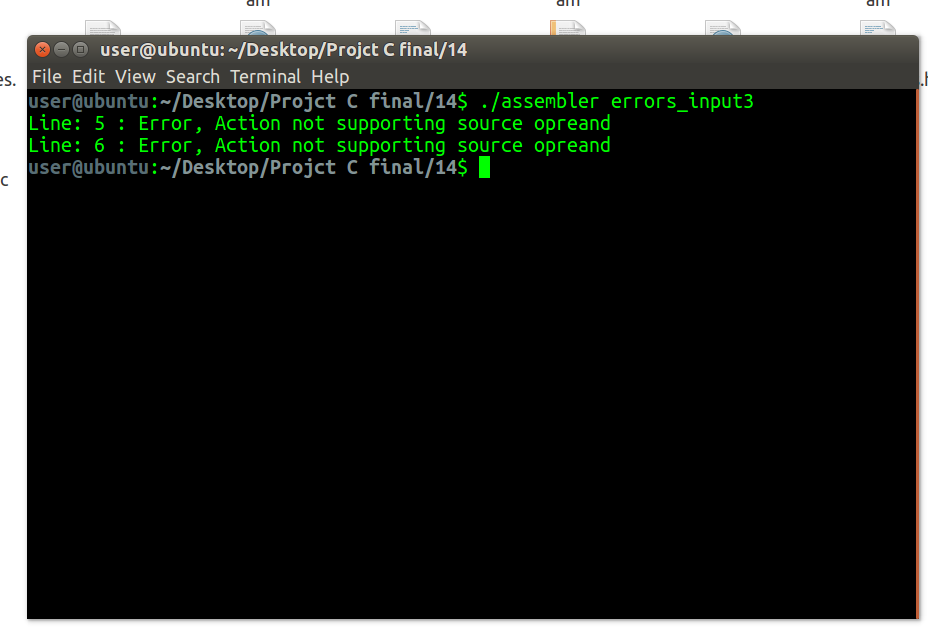 am am am
user@ubuntu: ~/Desktop/Projct C final/14
es.
File Edit View Search Terminal Help
user@ubuntu:~/Desktop/Projct C final/14$ ./assembler errors_input3
Line: 5 : Error, Action not supporting source opreand
Line: 6 : Error, Action not supporting source opreand
user@ubuntu:~/Desktop/Projct C final/14$
c